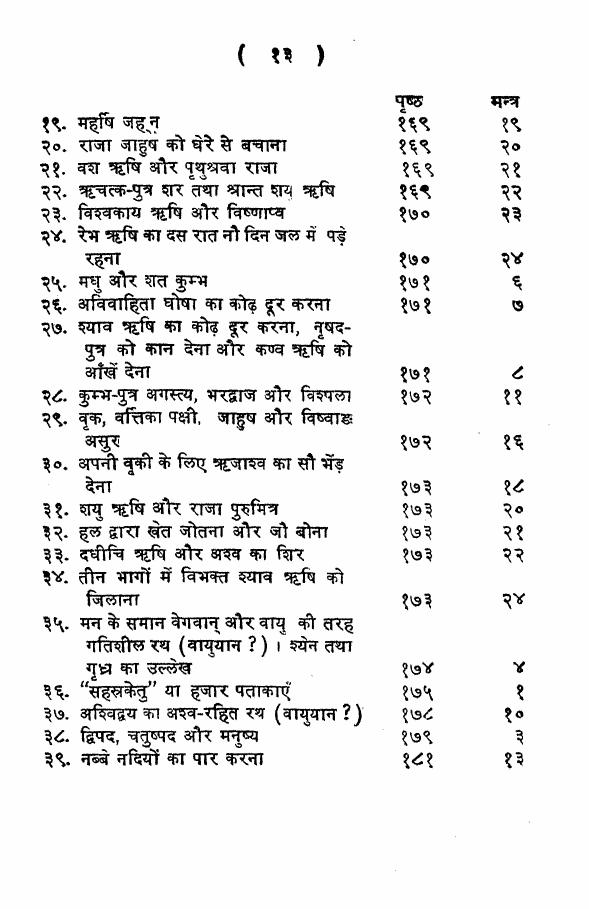 ( १३ )
पृष्ठ मन्त्र
१९. महर्षि जह्नु १६९ १९
२०. राजा जाहुष को घेरे से बचाना १६९ २०
२१. वश ऋषि और पृथुश्रवा राजा १६९ २१
२२. ऋचत्क-पुत्र शर तथा श्रान्त शयु ऋषि १६९ २२
२३. विश्वकाय ऋषि और विष्णाप्व १७० २३
२४. रेभ ऋषि का दस रात नौ दिन जल में पड़े
रहना १७० २४
२५. मधु और शत कुम्भ १७१ ६
२६. अविवाहिता घोषा का कोढ़ दूर करना १७१ ७
२७. श्याव ऋषि का कोढ़ दूर करना, नृषद-
पुत्र को कान देना और कण्व ऋषि को
आँखें देना १७१ ८
२८. कुम्भ-पुत्र अगस्त्य, भरद्वाज और विश्पला १७२ ११
२९. वृक, वर्त्तिका पक्षी, जाहुष और विष्वाङ
असुर १७२ १६
३०. अपनी वृकी के लिए ऋजाश्व का सौ भेंड़
देना १७३ १८
३१. शयु ऋषि और राजा पुरुमित्र १७३ २०
३२. हल द्वारा खेत जोतना और जौ बोना १७३ २१
३३. दधीचि ऋषि और अश्व का शिर १७३ २२
३४. तीन भागों में विभक्त श्याव ऋषि को
जिलाना १७३ २४
३५. मन के समान वेगवान् और वायु की तरह
गतिशील रथ (वायुयान ?) । श्येन तथा
गृध्र का उल्लेख १७४ ४
३६. “सहस्रकेतु” या हजार पताकाएँ १७५ १
३७. अश्विद्वय का अश्व-रहित रथ (वायुयान ?) १७८ १०
३८. द्विपद, चतुष्पद और मनुष्य १७९ ३
३९. नब्बे नदियों का पार करना १८१ १३